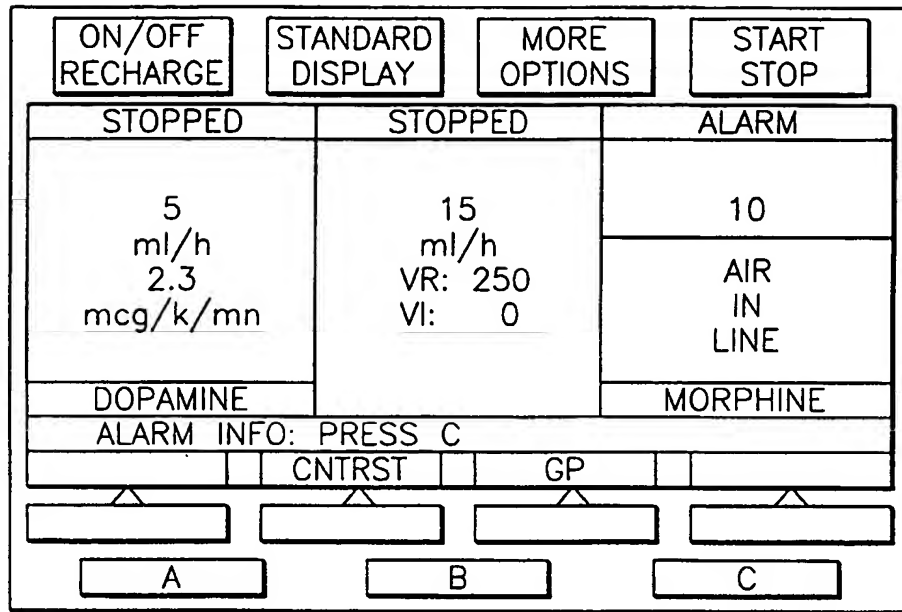 ON/OFF RECHARGE
STANDARD DISPLAY
MORE OPTIONS
START STOP
STOPPED
STOPPED
ALARM
5
ml/h
2.3
mcg/k/mn
DOPAMINE
15
ml/h
VR: 250
VI: 0
10
AIR
IN
LINE
MORPHINE
ALARM INFO: PRESS C
CNTRST
GP
A
B
C